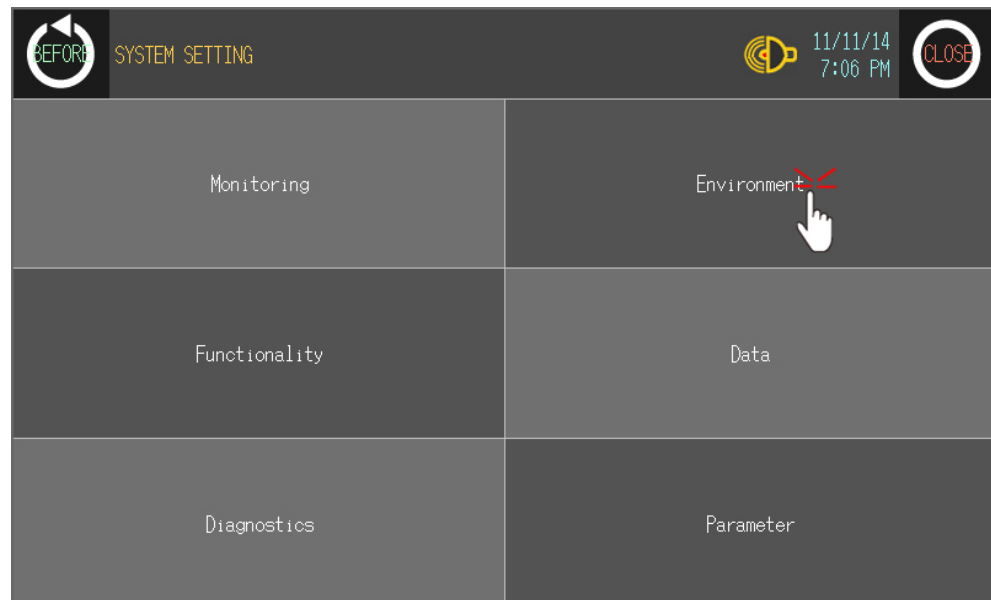 BEFORE
SYSTEM SETTING
11/11/14
7:06 PM
CLOSE
Monitoring
Environment
Functionality
Data
Diagnostics
Parameter